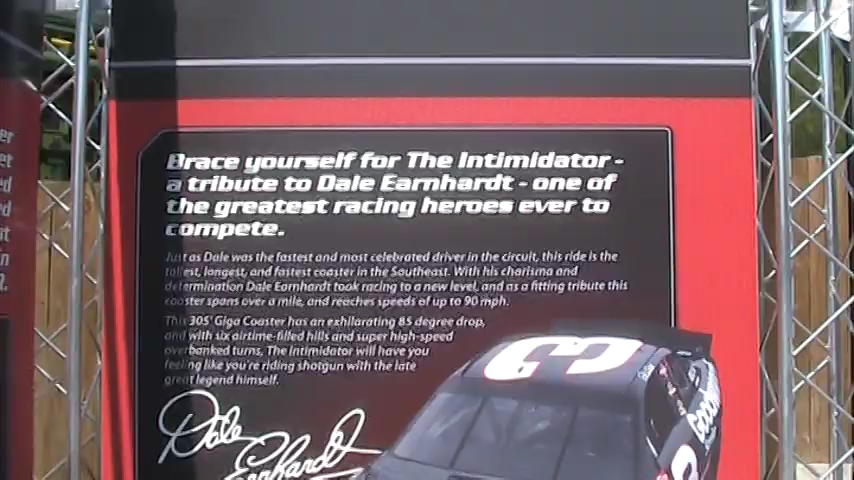 Brace yourself for The Intimidator -
a tribute to Dale Earnhardt - one of
the greatest racing heroes ever to
compete.
Just as Dale was the fastest and most celebrated driver in the circuit, this ride is the
tallest, longest, and fastest coaster in the Southeast. With his charisma and
determination Dale Earnhardt took racing to a new level, and as a fitting tribute this
coaster spans over a mile, and reaches speeds of up to 90 mph.
This 305' Giga Coaster has an exhilarating 85 degree drop,
and with six airtime-filled hills and super high-speed
overbanked turns, The Intimidator will have you
feeling like you're riding shotgun with the late
great legend himself.
Dale
Earnhardt
3
Goodwrench
3